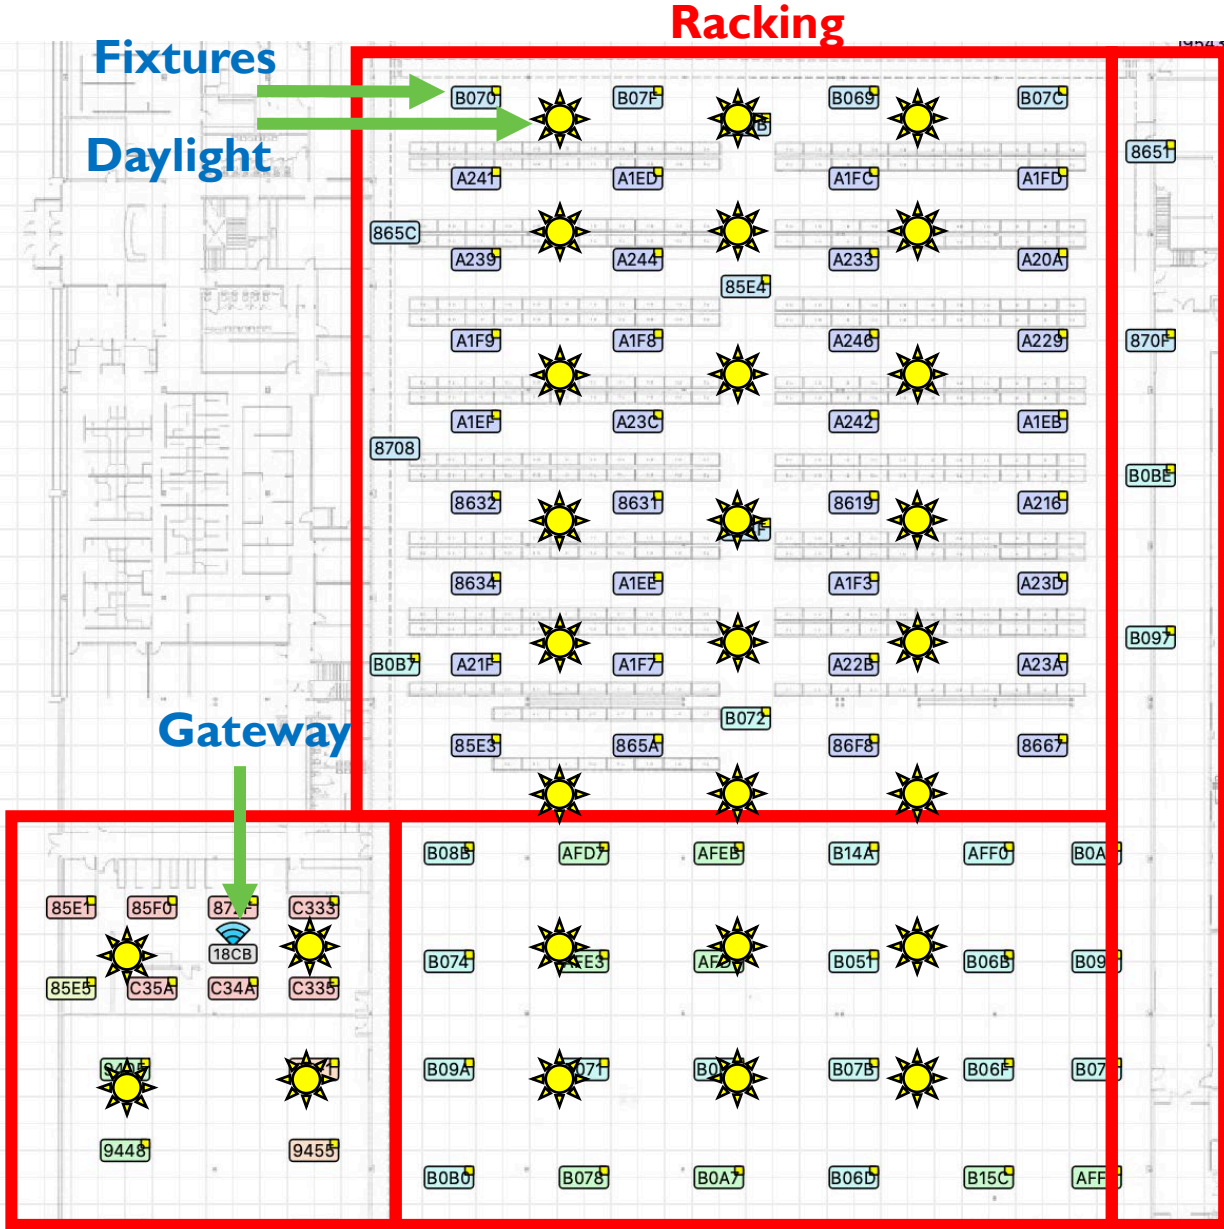 Racking
Fixtures
Daylight
B070 B07F B069 B07C
8651
A241 A1ED A1FC A1FD
865C
A239 A244 A233 A20A
85E4
A1F9 A1F8 A246 A229 870F
A1EF A23C A242 A1EB
8708
B0BE
8632 8631 8619 A216
8634 A1EE A1F3 A23D
B097
B0B7 A21F A1F7 A22B A23A
Gateway
B072
85E3 865A 86F8 8667
B08B AFD7 AFEB B14A AFF0
85E1 85F0 C333
18CB
B074 B051 B06B
85E5 C35A C34A C335
B09A B07B B06F
9448 9455
B0B0 B078 B0A7 B06D B15C